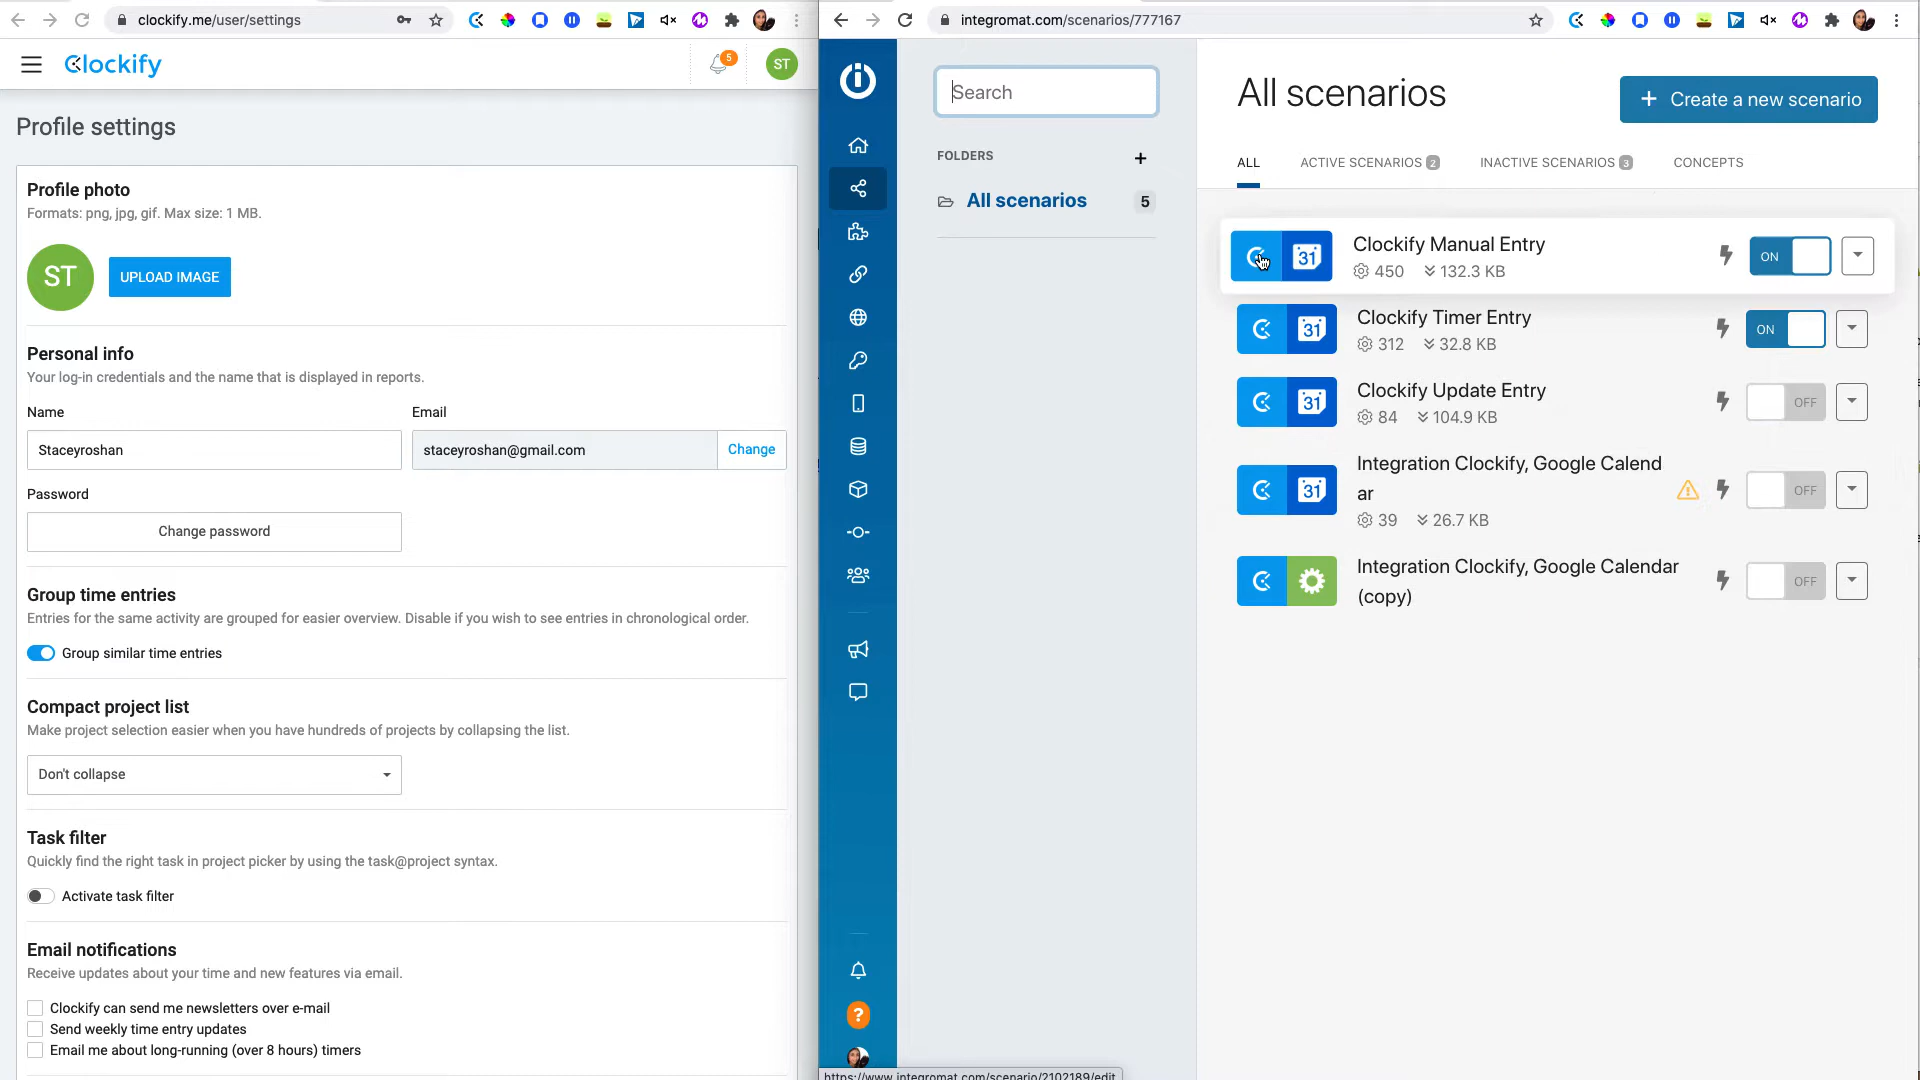 clockify.me/user/settings
Clockify
5
ST
Profile settings
Profile photo
Formats: png, jpg, gif. Max size: 1 MB.
ST
UPLOAD IMAGE
Personal info
Your log-in credentials and the name that is displayed in reports.
Name
Email
Staceyroshan
staceyroshan@gmail.com
Change
Password
Change password
Group time entries
Entries for the same activity are grouped for easier overview. Disable if you wish to see entries in chronological order.
Group similar time entries
Compact project list
Make project selection easier when you have hundreds of projects by collapsing the list.
Don't collapse
Task filter
Quickly find the right task in project picker by using the task@project syntax.
Activate task filter
Email notifications
Receive updates about your time and new features via email.
Clockify can send me newsletters over e-mail
Send weekly time entry updates
Email me about long-running (over 8 hours) timers
integromat.com/scenarios/777167
Search
FOLDERS
+
All scenarios
5
?
https://www.integromat.com/scenario/2102189/edit
All scenarios
+ Create a new scenario
ALL
ACTIVE SCENARIOS 2
INACTIVE SCENARIOS 3
CONCEPTS
31
Clockify Manual Entry
450 132.3 KB
ON
31
Clockify Timer Entry
312 32.8 KB
ON
31
Clockify Update Entry
84 104.9 KB
OFF
31
Integration Clockify, Google Calend
ar
39 26.7 KB
OFF
Integration Clockify, Google Calendar
(copy)
OFF